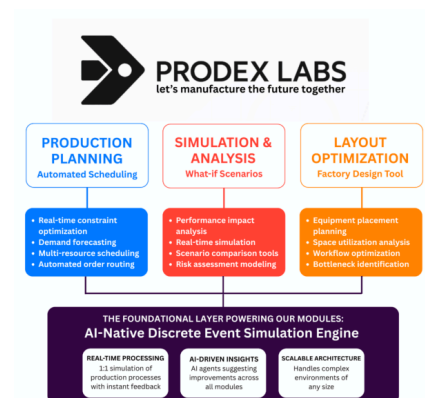 PRODEX LABS
let's manufacture the future together
PRODUCTION
PLANNING
Automated Scheduling
SIMULATION &
ANALYSIS
What-if Scenarios
LAYOUT
OPTIMIZATION
Factory Design Tool
• Real-time constraint
optimization
• Demand forecasting
• Multi-resource scheduling
• Automated order routing
• Performance impact
analysis
• Real-time simulation
• Scenario comparison tools
• Risk assessment modeling
• Equipment placement
planning
• Space utilization analysis
• Workflow optimization
• Bottleneck identification
THE FOUNDATIONAL LAYER POWERING OUR MODULES:
AI-Native Discrete Event Simulation Engine
REAL-TIME PROCESSING
1:1 simulation of
production processes
with instant feedback
AI-DRIVEN INSIGHTS
AI agents suggesting
improvements across
all modules
SCALABLE ARCHITECTURE
Handles complex
environments of
any size